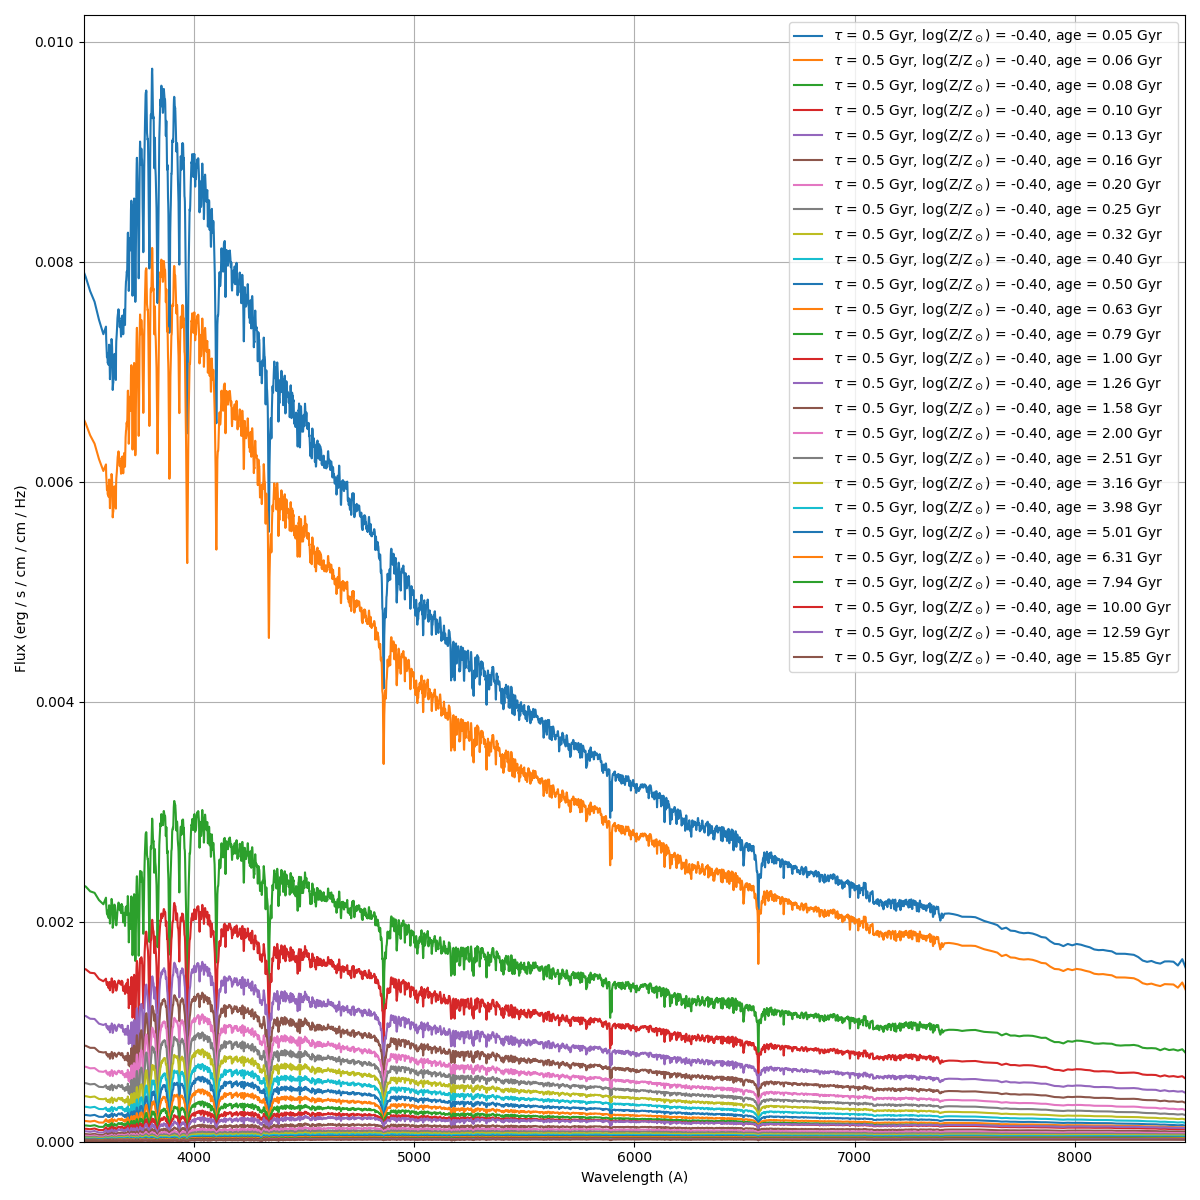 0.010
0.008
0.006
0.004
0.002
0.000
Flux (erg / s / cm / cm / Hz)
4000 5000 6000 7000 8000
Wavelength (A)
τ = 0.5 Gyr, log(Z/Z⊙) = -0.40, age = 0.05 Gyr
τ = 0.5 Gyr, log(Z/Z⊙) = -0.40, age = 0.06 Gyr
τ = 0.5 Gyr, log(Z/Z⊙) = -0.40, age = 0.08 Gyr
τ = 0.5 Gyr, log(Z/Z⊙) = -0.40, age = 0.10 Gyr
τ = 0.5 Gyr, log(Z/Z⊙) = -0.40, age = 0.13 Gyr
τ = 0.5 Gyr, log(Z/Z⊙) = -0.40, age = 0.16 Gyr
τ = 0.5 Gyr, log(Z/Z⊙) = -0.40, age = 0.20 Gyr
τ = 0.5 Gyr, log(Z/Z⊙) = -0.40, age = 0.25 Gyr
τ = 0.5 Gyr, log(Z/Z⊙) = -0.40, age = 0.32 Gyr
τ = 0.5 Gyr, log(Z/Z⊙) = -0.40, age = 0.40 Gyr
τ = 0.5 Gyr, log(Z/Z⊙) = -0.40, age = 0.50 Gyr
τ = 0.5 Gyr, log(Z/Z⊙) = -0.40, age = 0.63 Gyr
τ = 0.5 Gyr, log(Z/Z⊙) = -0.40, age = 0.79 Gyr
τ = 0.5 Gyr, log(Z/Z⊙) = -0.40, age = 1.00 Gyr
τ = 0.5 Gyr, log(Z/Z⊙) = -0.40, age = 1.26 Gyr
τ = 0.5 Gyr, log(Z/Z⊙) = -0.40, age = 1.58 Gyr
τ = 0.5 Gyr, log(Z/Z⊙) = -0.40, age = 2.00 Gyr
τ = 0.5 Gyr, log(Z/Z⊙) = -0.40, age = 2.51 Gyr
τ = 0.5 Gyr, log(Z/Z⊙) = -0.40, age = 3.16 Gyr
τ = 0.5 Gyr, log(Z/Z⊙) = -0.40, age = 3.98 Gyr
τ = 0.5 Gyr, log(Z/Z⊙) = -0.40, age = 5.01 Gyr
τ = 0.5 Gyr, log(Z/Z⊙) = -0.40, age = 6.31 Gyr
τ = 0.5 Gyr, log(Z/Z⊙) = -0.40, age = 7.94 Gyr
τ = 0.5 Gyr, log(Z/Z⊙) = -0.40, age = 10.00 Gyr
τ = 0.5 Gyr, log(Z/Z⊙) = -0.40, age = 12.59 Gyr
τ = 0.5 Gyr, log(Z/Z⊙) = -0.40, age = 15.85 Gyr